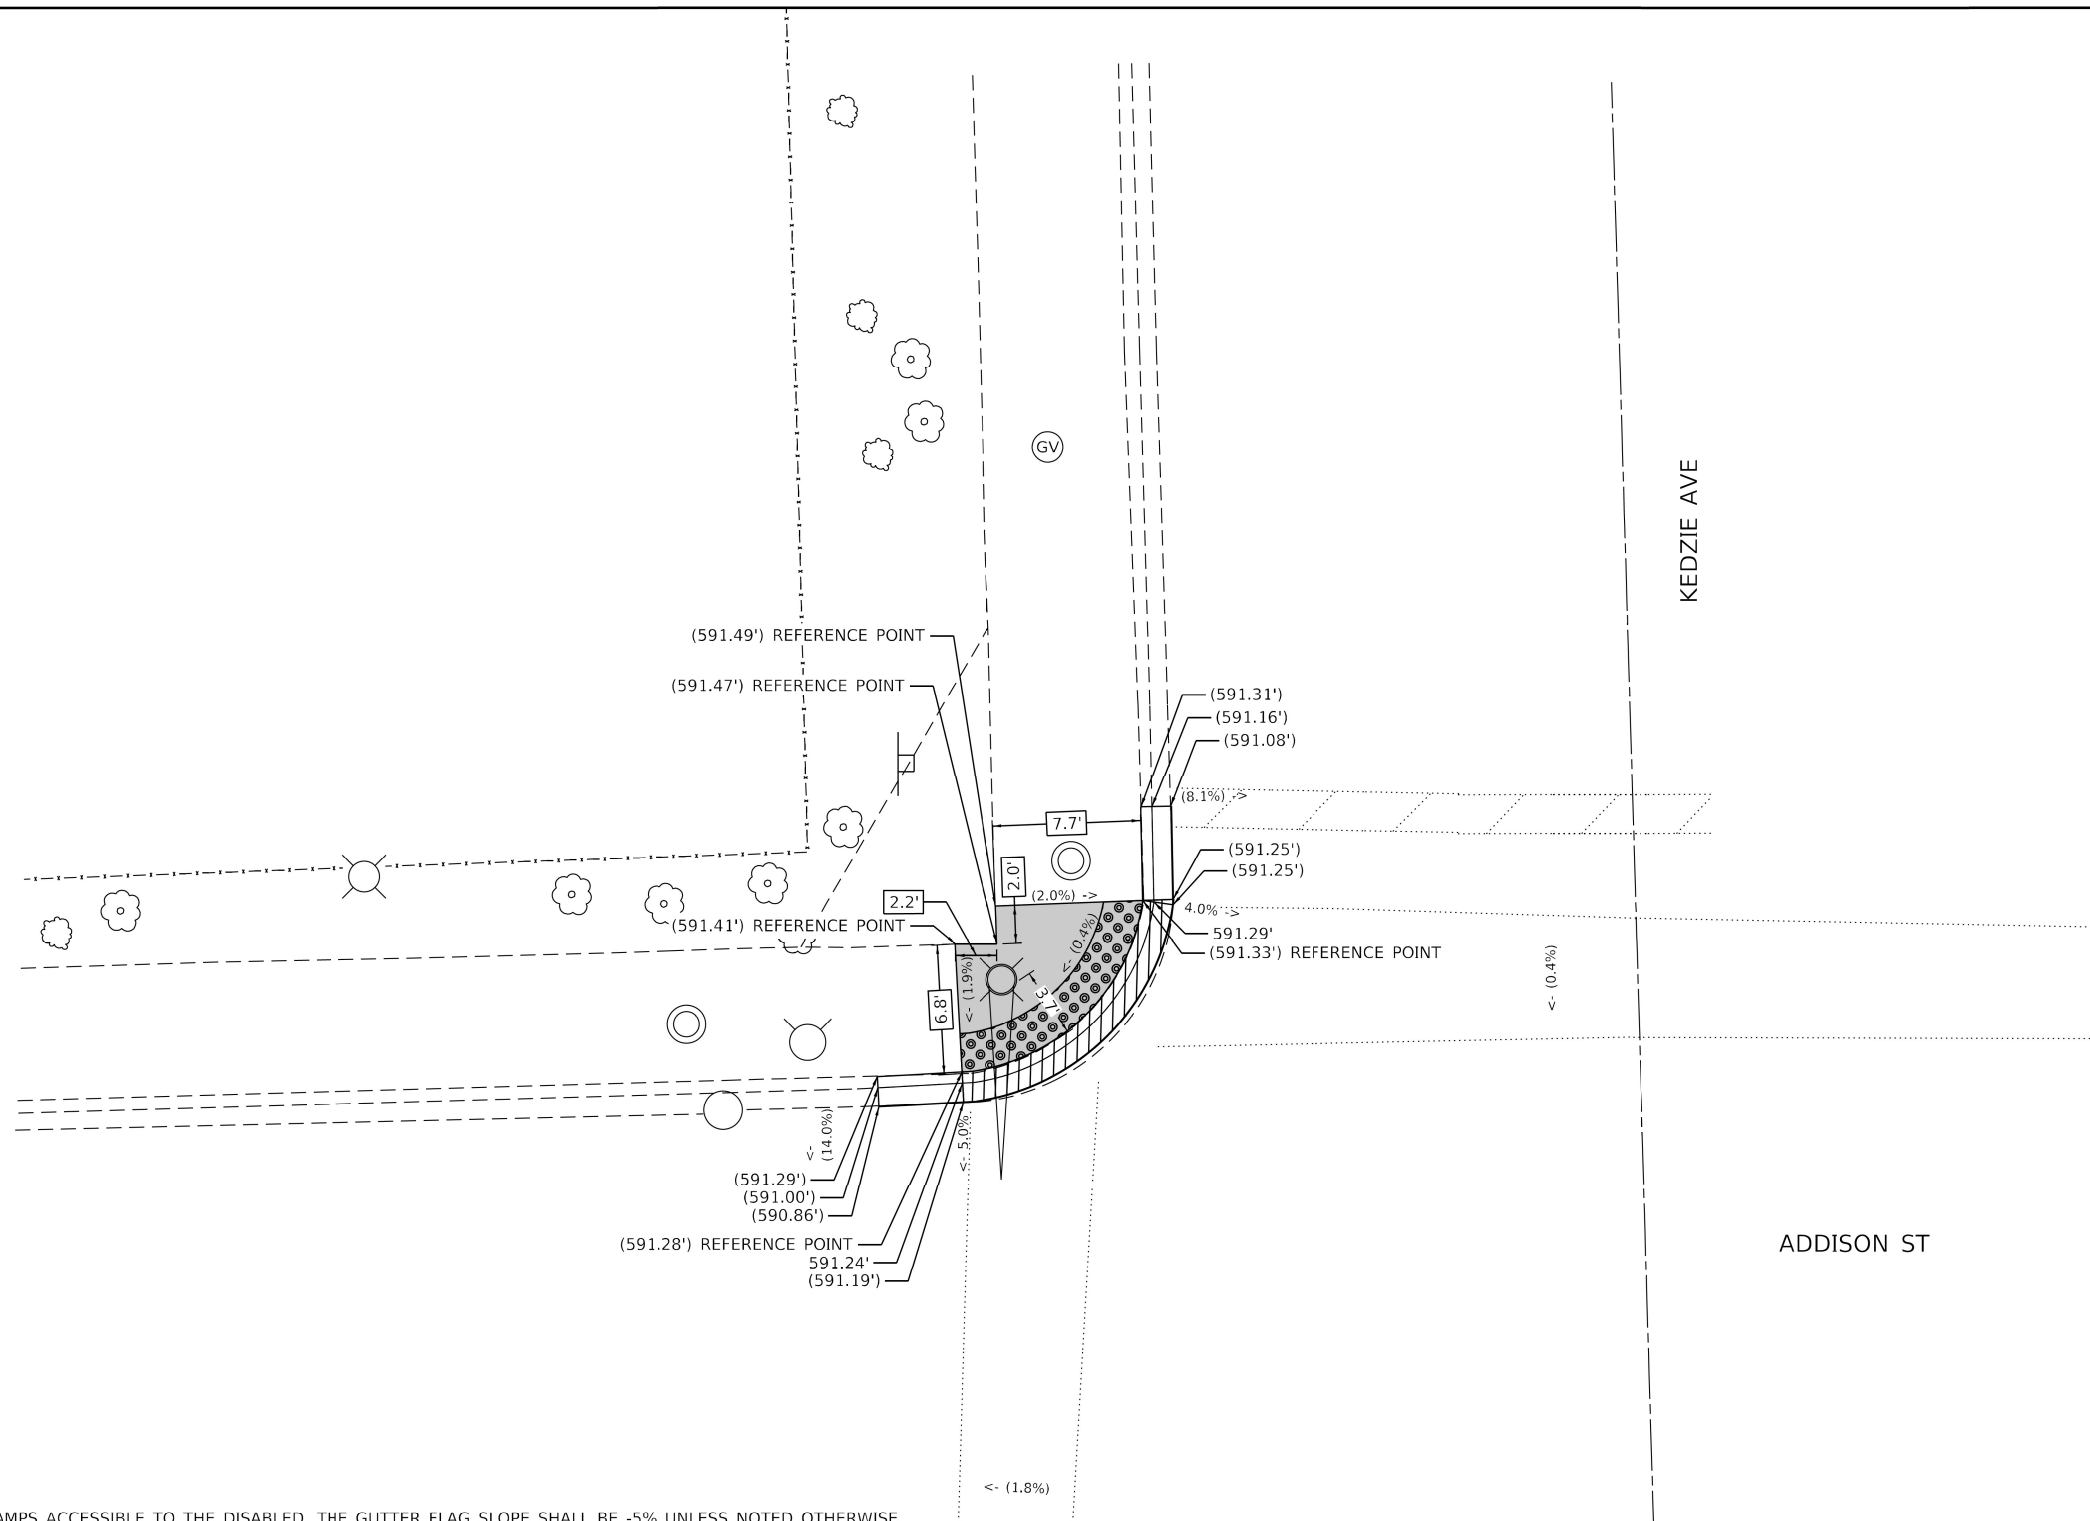 GV
KEDZIE AVE
(591.49') REFERENCE POINT
(591.47') REFERENCE POINT
(591.31')
(591.16')
(591.08')
(8.1%) ->
7.7'
2.0'
(2.0%) ->
(591.25')
(591.25')
2.2'
4.0% ->
(591.41') REFERENCE POINT
591.29'
(591.33') REFERENCE POINT
<- (0.4%)
<- (1.9%)
<- (0.4%)
6.8'
3.7'
<- (14.0%)
<- 5.0%
(591.29')
(591.00')
(590.86')
(591.28') REFERENCE POINT
591.24'
(591.19')
ADDISON ST
<- (1.8%)
ACCESSIBLE TO THE DISABLED, THE GUTTER FLAG SLOPE SHALL BE -5% UNLESS NOTED OTHERWISE